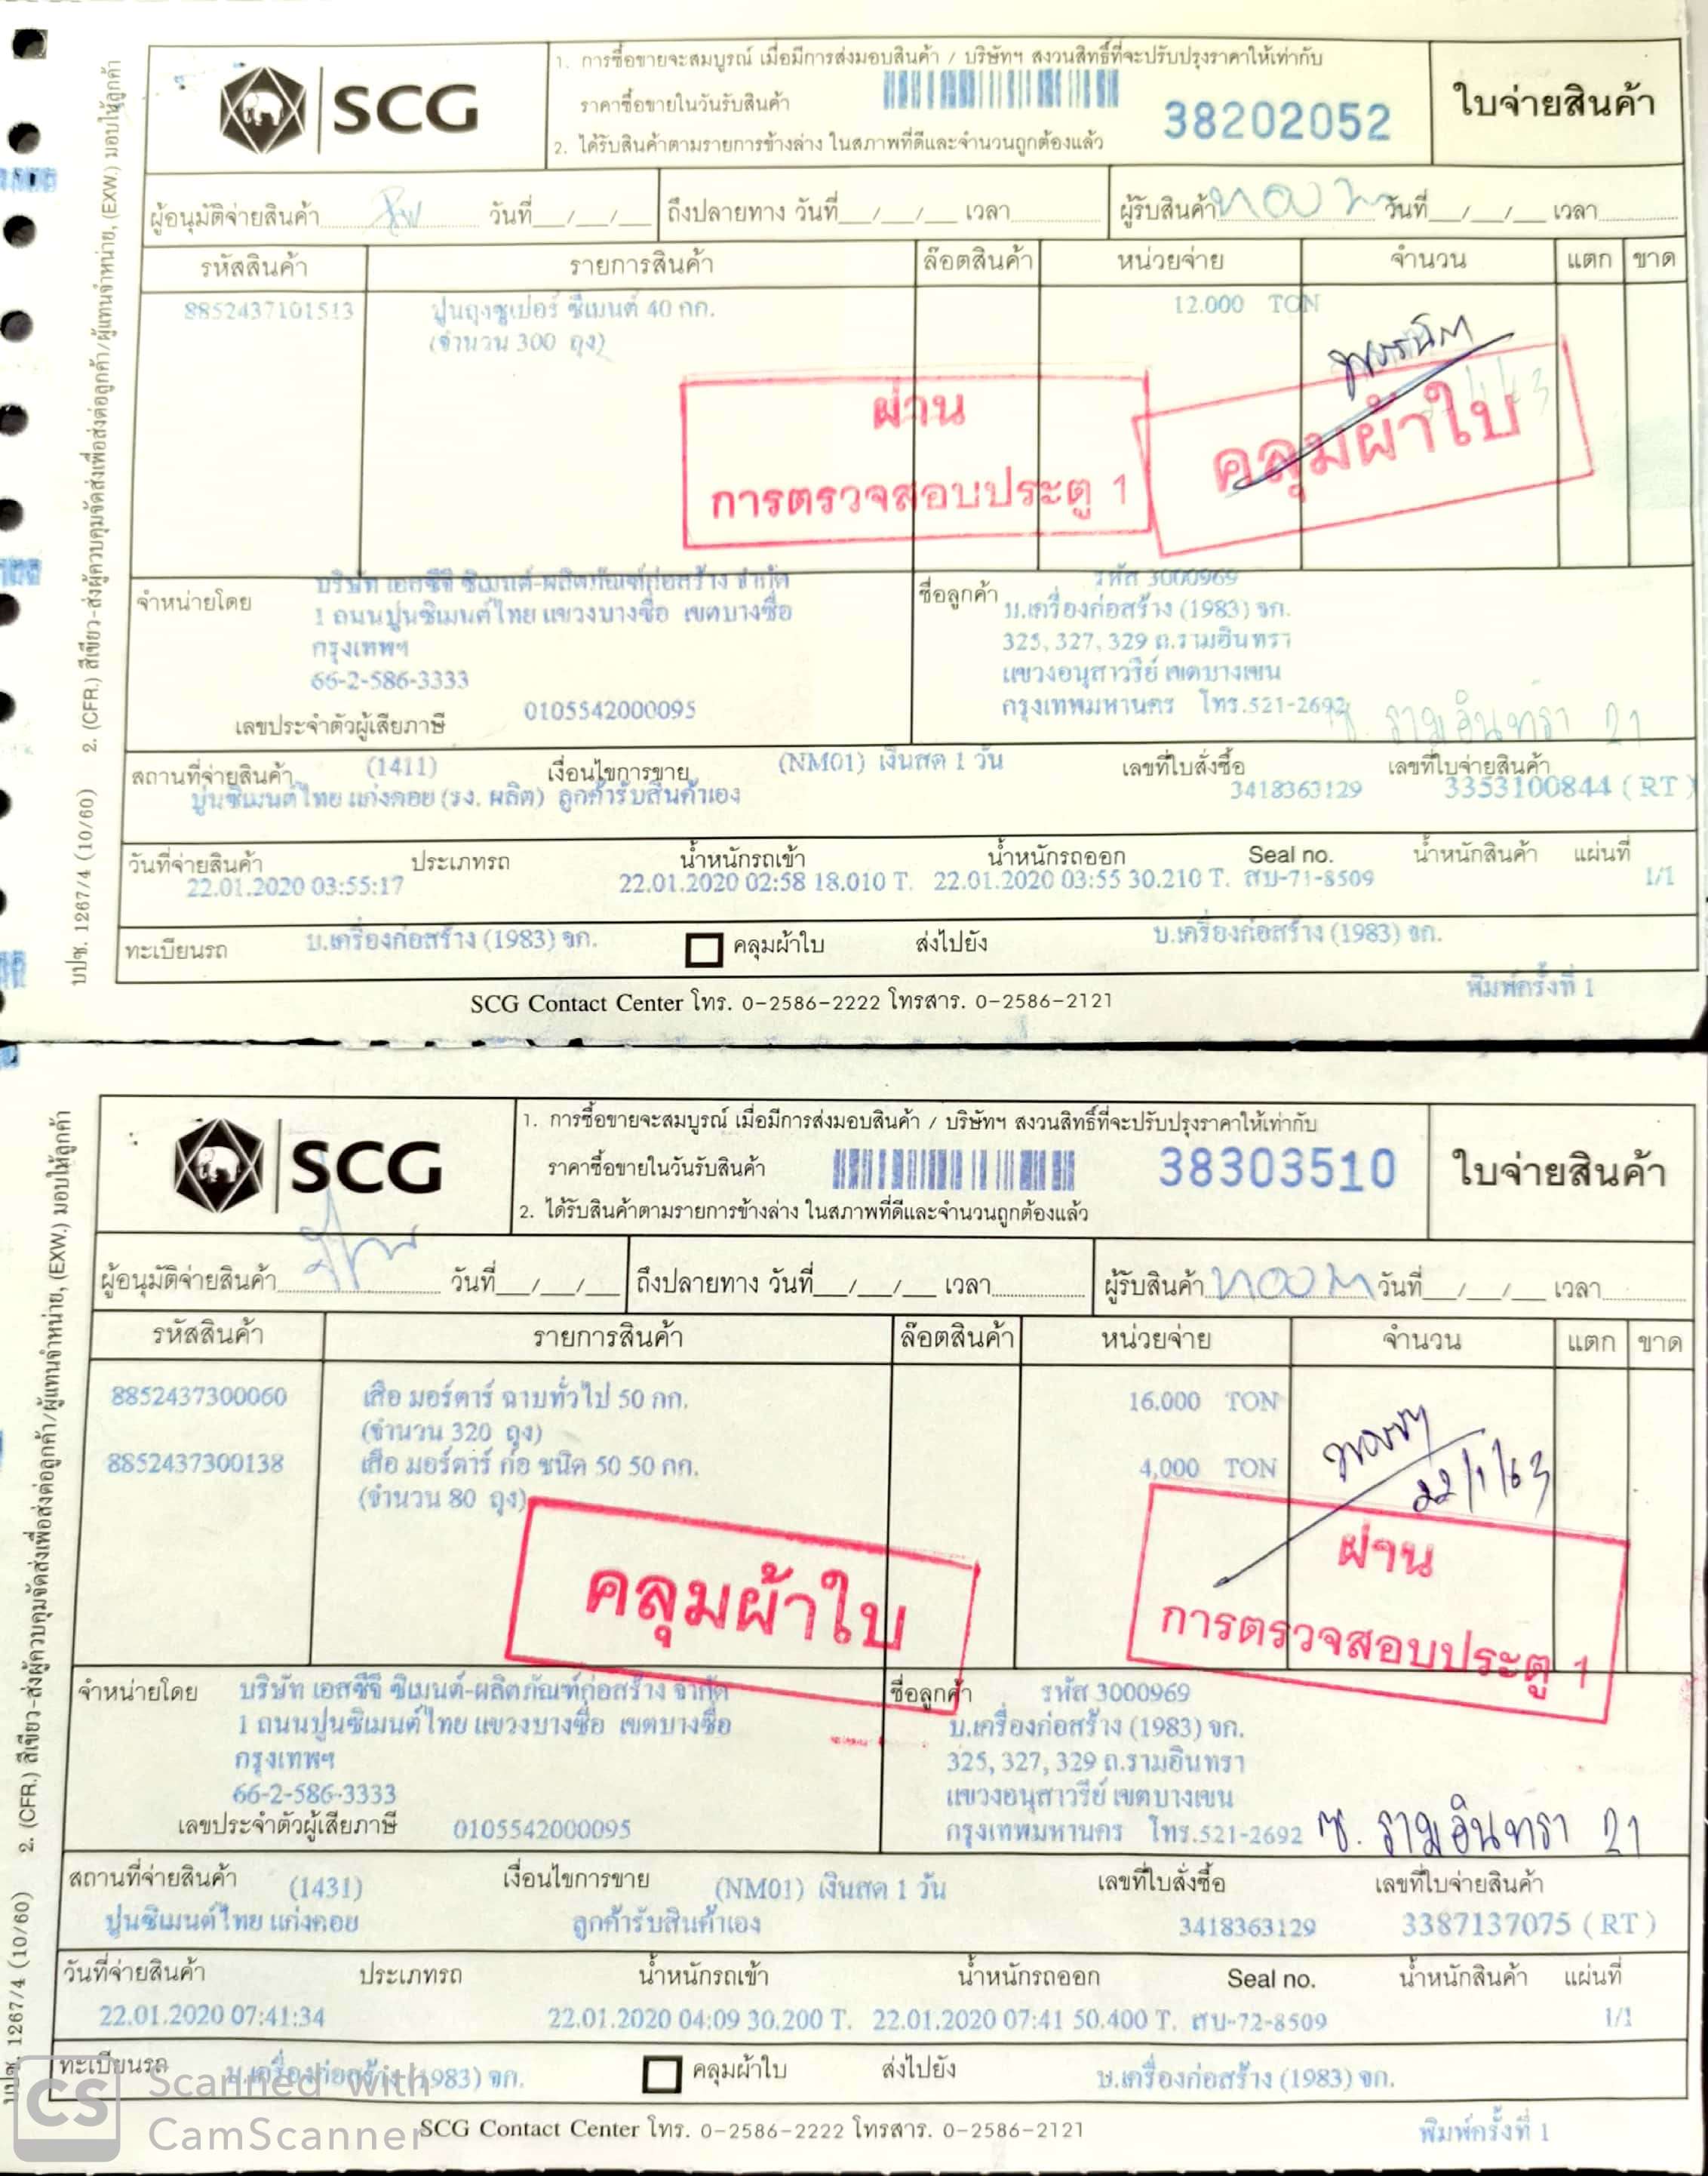 SCG
1. การซื้อขายจะสมบูรณ์ เมื่อมีการส่งมอบสินค้า / บริษัทฯ สงวนสิทธิ์ที่จะปรับปรุงราคาให้เท่ากับ
ราคาซื้อขายในวันรับสินค้า
38202052
2. ได้รับสินค้าตามรายการข้างล่าง ในสภาพที่ดีและจำนวนถูกต้องแล้ว
ใบจ่ายสินค้า
ผู้อนุมัติจ่ายสินค้า วันที่__/__/__ ถึงปลายทาง วันที่__/__/__ เวลา ผู้รับสินค้า วันที่__/__/__ เวลา
รหัสสินค้า รายการสินค้า ล๊อตสินค้า หน่วยจ่าย จำนวน แตก ขาด
8852437101513 ปูนถุงซูเปอร์ ซีเมนต์ 40 กก. 12.000 TON
(จำนวน 300 ถุง)
ผ่าน
การตรวจสอบประตู 1
คลุมผ้าใบ
จำหน่ายโดย บริษัท เอสซีจี ซิเมนต์-ผลิตภัณฑ์ก่อสร้าง จำกัด
1 ถนนปูนซิเมนต์ไทย แขวงบางซื่อ เขตบางซื่อ
กรุงเทพฯ
66-2-586-3333
เลขประจำตัวผู้เสียภาษี 0105542000095
ชื่อลูกค้า รหัส 3000969
บ.เครื่องก่อสร้าง (1983) จก.
325, 327, 329 ถ.รามอินทรา
แขวงอนุสาวรีย์ เขตบางเขน
กรุงเทพมหานคร โทร.521-2692
ซ. รามอินทรา 21
สถานที่จ่ายสินค้า (1411) เงื่อนไขการขาย (NM01) เงินสด 1 วัน เลขที่ใบสั่งซื้อ เลขที่ใบจ่ายสินค้า
ปูนซิเมนต์ไทย แก่งคอย (รง. ผลิต) ลูกค้ารับสินค้าเอง 3418363129 3353100844 (RT)
วันที่จ่ายสินค้า ประเภทรถ น้ำหนักรถเข้า น้ำหนักรถออก Seal no. น้ำหนักสินค้า แผ่นที่
22.01.2020 03:55:17 22.01.2020 02:58 18.010 T. 22.01.2020 03:55 30.210 T. สบ-71-8509 1/1
ทะเบียนรถ บ.เครื่องก่อสร้าง (1983) จก. คลุมผ้าใบ ส่งไปยัง บ.เครื่องก่อสร้าง (1983) จก.
SCG Contact Center โทร. 0-2586-2222 โทรสาร. 0-2586-2121
พิมพ์ครั้งที่ 1
บปช. 1267/4 (10/60) 2. (CFR.) สีเขียว-ส่งผู้ควบคุมจัดส่งเพื่อส่งต่อลูกค้า/ผู้แทนจำหน่าย, (EXW.) มอบให้ลูกค้า
SCG
1. การซื้อขายจะสมบูรณ์ เมื่อมีการส่งมอบสินค้า / บริษัทฯ สงวนสิทธิ์ที่จะปรับปรุงราคาให้เท่ากับ
ราคาซื้อขายในวันรับสินค้า
38303510
2. ได้รับสินค้าตามรายการข้างล่าง ในสภาพที่ดีและจำนวนถูกต้องแล้ว
ใบจ่ายสินค้า
ผู้อนุมัติจ่ายสินค้า วันที่__/__/__ ถึงปลายทาง วันที่__/__/__ เวลา ผู้รับสินค้า วันที่__/__/__ เวลา
รหัสสินค้า รายการสินค้า ล๊อตสินค้า หน่วยจ่าย จำนวน แตก ขาด
8852437300060 เสือ มอร์ตาร์ ฉาบทั่วไป 50 กก. 16.000 TON
(จำนวน 320 ถุง)
8852437300138 เสือ มอร์ตาร์ ก่อ ชนิด 50 50 กก. 4,000 TON
(จำนวน 80 ถุง)
22/1/63
คลุมผ้าใบ
ผ่าน
การตรวจสอบประตู 1
จำหน่ายโดย บริษัท เอสซีจี ซิเมนต์-ผลิตภัณฑ์ก่อสร้าง จำกัด
1 ถนนปูนซิเมนต์ไทย แขวงบางซื่อ เขตบางซื่อ
กรุงเทพฯ
66-2-586-3333
เลขประจำตัวผู้เสียภาษี 0105542000095
ชื่อลูกค้า รหัส 3000969
บ.เครื่องก่อสร้าง (1983) จก.
325, 327, 329 ถ.รามอินทรา
แขวงอนุสาวรีย์ เขตบางเขน
กรุงเทพมหานคร โทร.521-2692
ซ. รามอินทรา 21
สถานที่จ่ายสินค้า (1431) เงื่อนไขการขาย (NM01) เงินสด 1 วัน เลขที่ใบสั่งซื้อ เลขที่ใบจ่ายสินค้า
ปูนซิเมนต์ไทย แก่งคอย ลูกค้ารับสินค้าเอง 3418363129 3387137075 (RT)
วันที่จ่ายสินค้า ประเภทรถ น้ำหนักรถเข้า น้ำหนักรถออก Seal no. น้ำหนักสินค้า แผ่นที่
22.01.2020 07:41:34 22.01.2020 04:09 30.200 T. 22.01.2020 07:41 50.400 T. สบ-72-8509 1/1
ทะเบียนรถ บ.เครื่องก่อสร้าง (1983) จก. คลุมผ้าใบ ส่งไปยัง บ.เครื่องก่อสร้าง (1983) จก.
SCG Contact Center โทร. 0-2586-2222 โทรสาร. 0-2586-2121
พิมพ์ครั้งที่ 1
บปช. 1267/4 (10/60) 2. (CFR.) สีเขียว-ส่งผู้ควบคุมจัดส่งเพื่อส่งต่อลูกค้า/ผู้แทนจำหน่าย, (EXW.) มอบให้ลูกค้า
CS
Scanned with
CamScanner